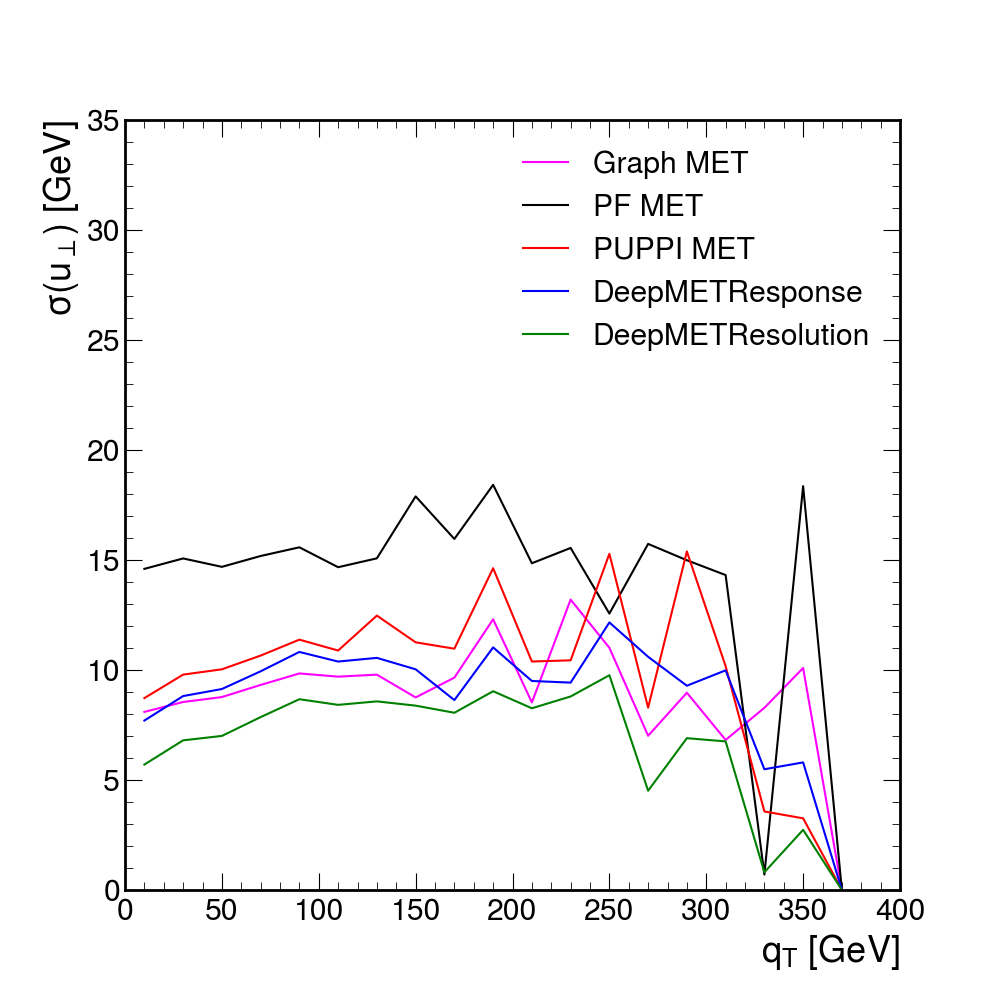 σ(u⊥) [GeV]
35
30
25
20
15
10
5
0
Graph MET
PF MET
PUPPI MET
DeepMETResponse
DeepMETResolution
0 50 100 150 200 250 300 350 400
qT [GeV]